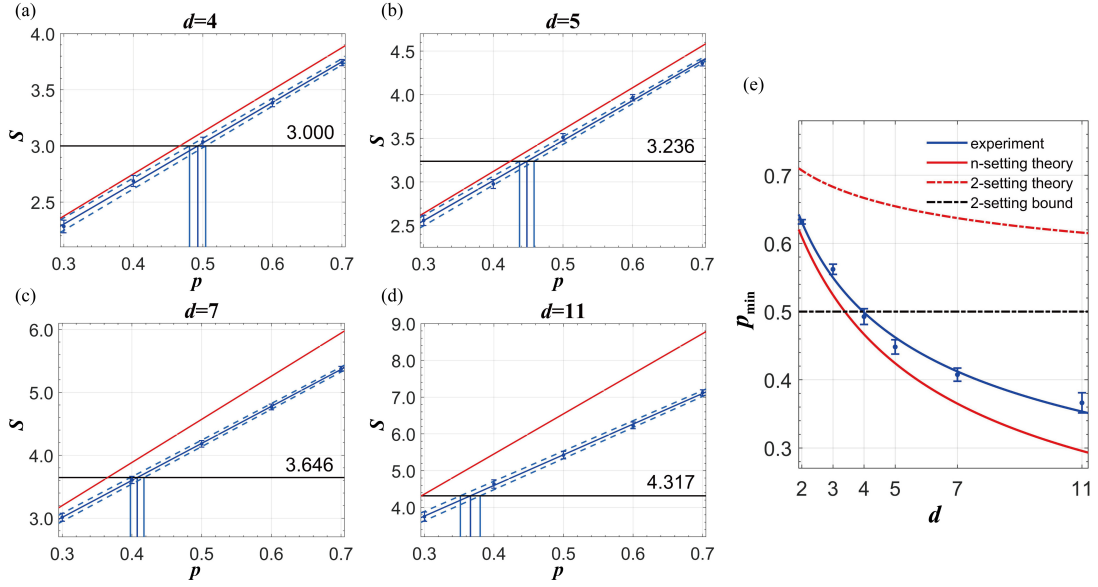 (a)
d=4
S
4.0
3.5
3.0
2.5
3.000
0.3 0.4 0.5 0.6 0.7
p
(b)
d=5
S
4.5
4.0
3.5
3.0
2.5
3.236
0.3 0.4 0.5 0.6 0.7
p
(c)
d=7
S
6.0
5.0
4.0
3.0
3.646
0.3 0.4 0.5 0.6 0.7
p
(d)
d=11
S
9.0
8.0
7.0
6.0
5.0
4.0
4.317
0.3 0.4 0.5 0.6 0.7
p
(e)
experiment
n-setting theory
2-setting theory
2-setting bound
pmin
0.7
0.6
0.5
0.4
0.3
2 3 4 5 7 11
d